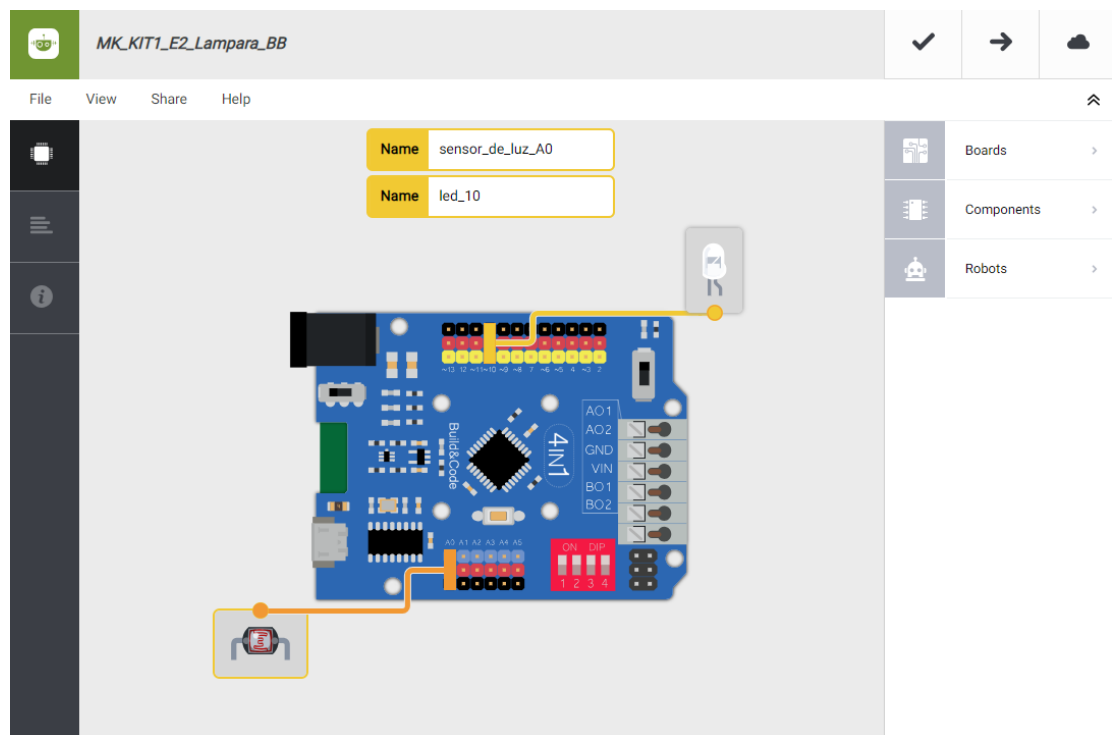 MK_KIT1_E2_Lampara_BB
File View Share Help
Name sensor_de_luz_A0
Name led_10
Boards
Components
Robots
~13 12 ~11 ~10 ~9 ~8 7 ~6 ~5 4 ~3 2
AO1
AO2
GND
VIN
BO1
BO2
Build&Code
4IN1
A0 A1 A2 A3 A4 A5
ON DIP
1 2 3 4